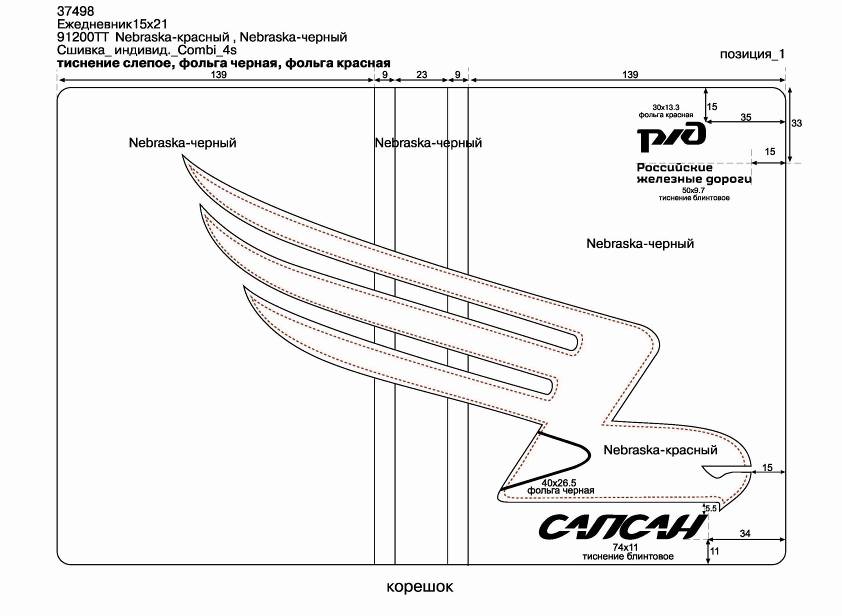 37498
Ежедневник15x21
91200ТТ Nebraska-красный , Nebraska-черный
Сшивка_ индивид._Combi_4s
тиснение слепое, фольга черная, фольга красная
позиция_1
139 9 23 9 139
30x13.3
фольга красная
15
35
33
Nebraska-черный Nebraska-черный
ржд
15
Российские
железные дороги
50x9.7
тиснение блинтовое
Nebraska-черный
Nebraska-красный
15
40x26.5
фольга черная
5.5
САПСАН
34
74x11
тиснение блинтовое
11
корешок